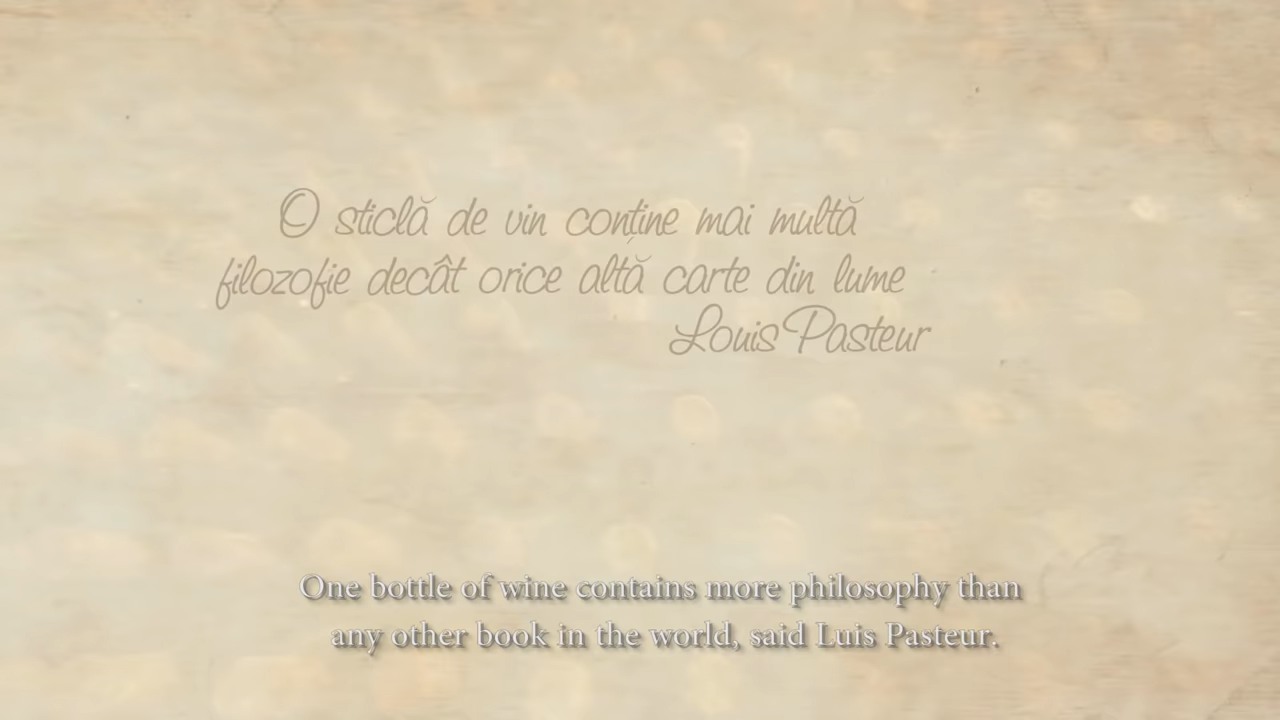 O sticlă de vin conține mai multă
filozofie decât orice altă carte din lume
Louis Pasteur
One bottle of wine contains more philosophy than
any other book in the world, said Luis Pasteur.